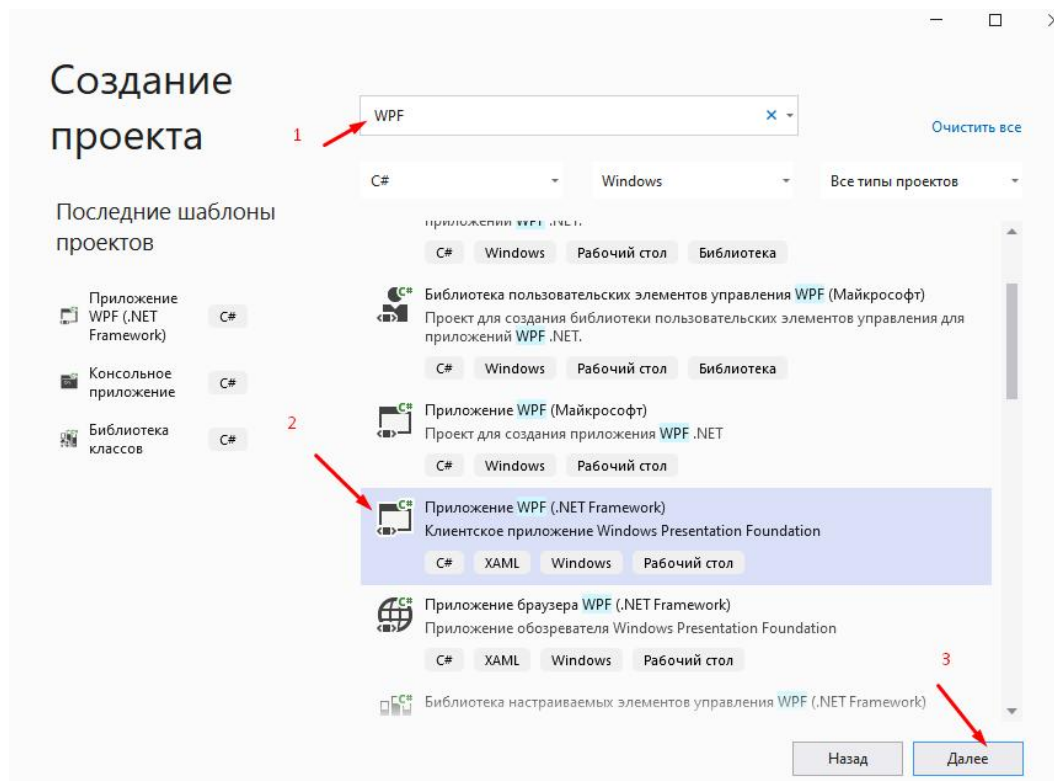 Создание
проекта
Последние шаблоны
проектов
Приложение
WPF (.NET
Framework)
C#
Консольное
приложение
C#
Библиотека
классов
C#
1
WPF
Очистить все
C#
Windows
Все типы проектов
приложений WPF .NET.
C# Windows Рабочий стол Библиотека
C#
Библиотека пользовательских элементов управления WPF (Майкрософт)
Проект для создания библиотеки пользовательских элементов управления для
приложений WPF .NET.
C# Windows Рабочий стол Библиотека
2
C#
Приложение WPF (Майкрософт)
Проект для создания приложения WPF .NET
C# Windows Рабочий стол
C#
Приложение WPF (.NET Framework)
Клиентское приложение Windows Presentation Foundation
C# XAML Windows Рабочий стол
C#
Приложение браузера WPF (.NET Framework)
Приложение обозревателя Windows Presentation Foundation
C# XAML Windows Рабочий стол
3
C#
Библиотека настраиваемых элементов управления WPF (.NET Framework)
Назад
Далее